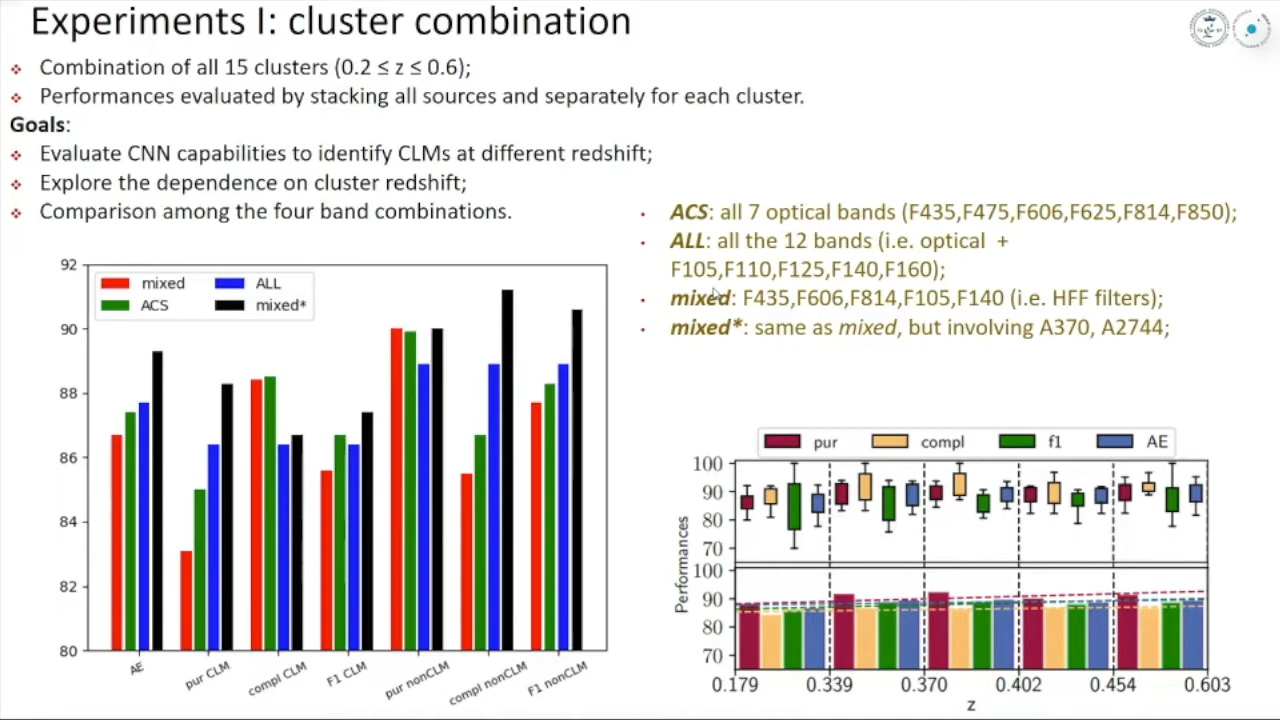 Experiments I: cluster combination
❖ Combination of all 15 clusters (0.2 ≤ z ≤ 0.6);
❖ Performances evaluated by stacking all sources and separately for each cluster.
Goals:
❖ Evaluate CNN capabilities to identify CLMs at different redshift;
❖ Explore the dependence on cluster redshift;
❖ Comparison among the four band combinations.
• ACS: all 7 optical bands (F435,F475,F606,F625,F814,F850);
• ALL: all the 12 bands (i.e. optical +
F105,F110,F125,F140,F160);
• mixed: F435,F606,F814,F105,F140 (i.e. HFF filters);
• mixed*: same as mixed, but involving A370, A2744;
mixed ALL
ACS mixed*
92
90
88
86
84
82
80
AE pur CLM compl CLM F1 CLM pur nonCLM compl nonCLM F1 nonCLM
pur compl f1 AE
Performances
100
90
80
70
100
90
80
70
0.179 0.339 0.370 0.402 0.454 0.603
z